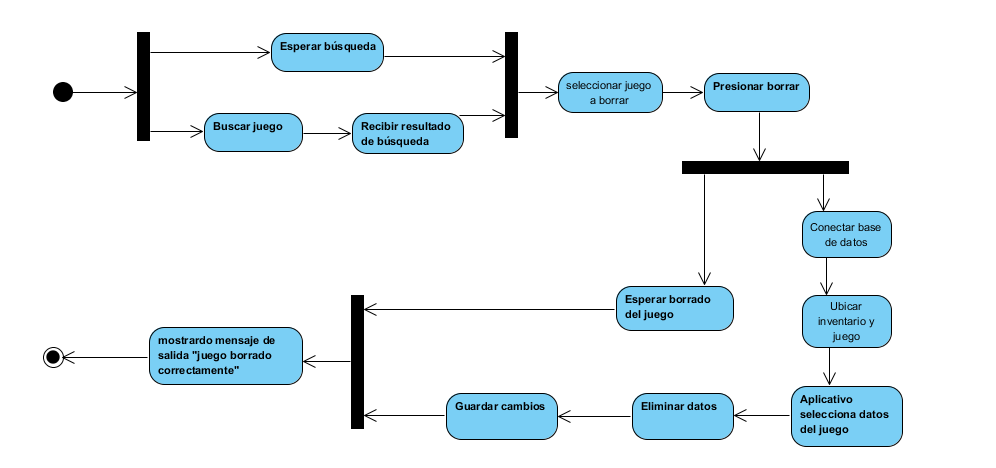 Esperar búsqueda
Buscar juego
Recibir resultado
de búsqueda
seleccionar juego
a borrar
Presionar borrar
Conectar base
de datos
Ubicar
inventario y
juego
Aplicativo
selecciona datos
del juego
Eliminar datos
Guardar cambios
Esperar borrado
del juego
mostrardo mensaje de
salida "juego borrado
correctamente"